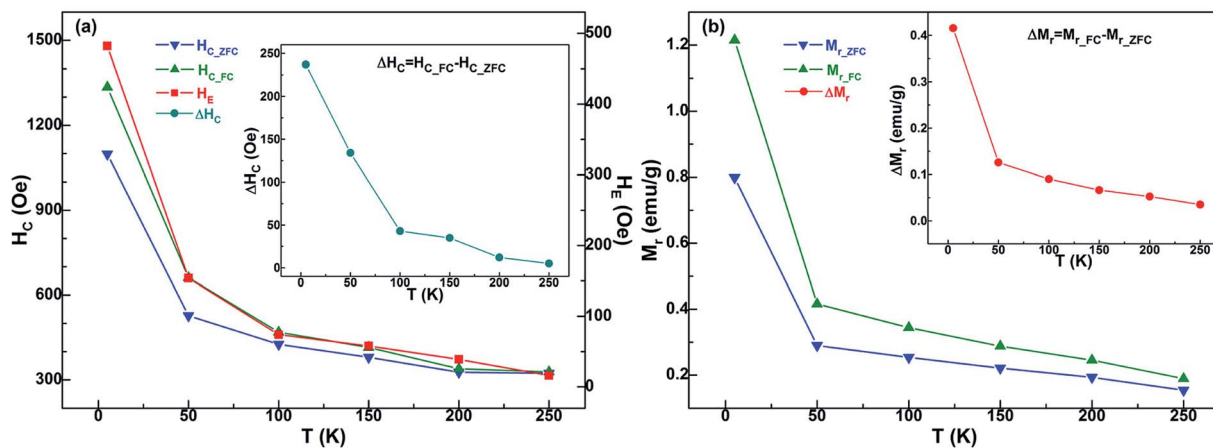 (a)
H_C_ZFC
H_C_FC
H_E
ΔH_C
H_C (Oe)
1500
1200
900
600
300
0
50
100
150
200
250
T (K)
H_E (Oe)
500
400
300
200
100
0
ΔH_C=H_C_FC-H_C_ZFC
ΔH_C (Oe)
250
200
150
100
50
0
0
50
100
150
200
250
T (K)
(b)
M_r_ZFC
M_r_FC
ΔM_r
M_r (emu/g)
1.2
1.0
0.8
0.6
0.4
0.2
0
50
100
150
200
250
T (K)
ΔM_r=M_r_FC-M_r_ZFC
ΔM_r (emu/g)
0.4
0.3
0.2
0.1
0.0
0
50
100
150
200
250
T (K)